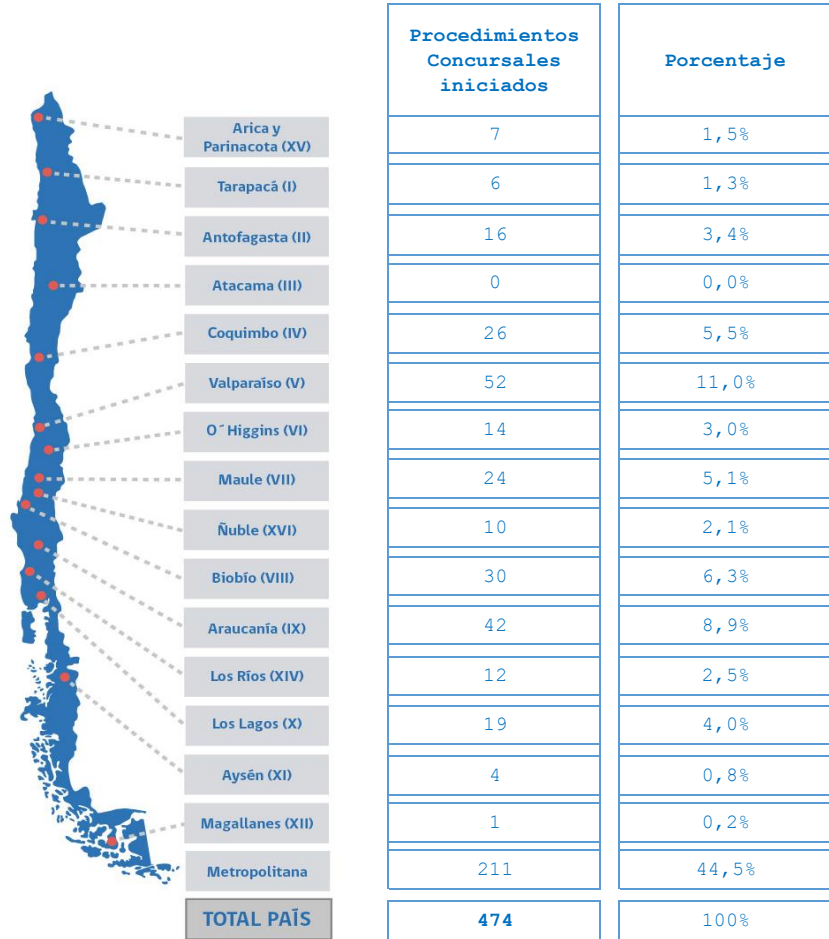 Procedimientos
Concursales
iniciados
Porcentaje
Arica y
Parinacota (XV)
7
1,5%
Tarapacá (I)
6
1,3%
Antofagasta (II)
16
3,4%
Atacama (III)
0
0,0%
Coquimbo (IV)
26
5,5%
Valparaíso (V)
52
11,0%
O´Higgins (VI)
14
3,0%
Maule (VII)
24
5,1%
Ñuble (XVI)
10
2,1%
Biobío (VIII)
30
6,3%
Araucanía (IX)
42
8,9%
Los Ríos (XIV)
12
2,5%
Los Lagos (X)
19
4,0%
Aysén (XI)
4
0,8%
Magallanes (XII)
1
0,2%
Metropolitana
211
44,5%
TOTAL PAÍS
474
100%